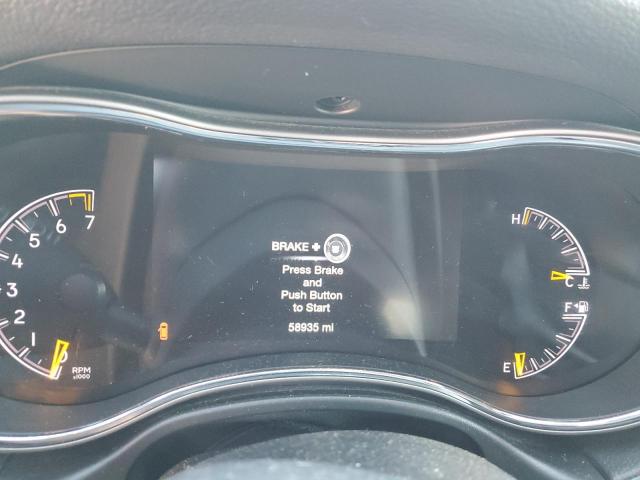 7
6
5
4
3
2
1
0
RPM
x1000
BRAKE +
Press Brake
and
Push Button
to Start
58935 mi
H
C
F
E